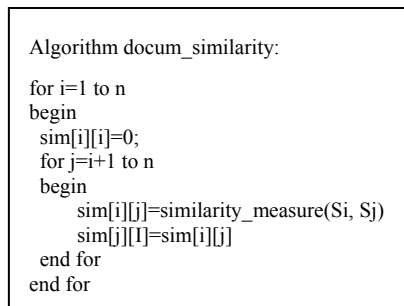 Algorithm docum_similarity:
for i=1 to n
begin
sim[i][i]=0;
for j=i+1 to n
begin
sim[i][j]=similarity_measure(Si, Sj)
sim[j][I]=sim[i][j]
end for
end for